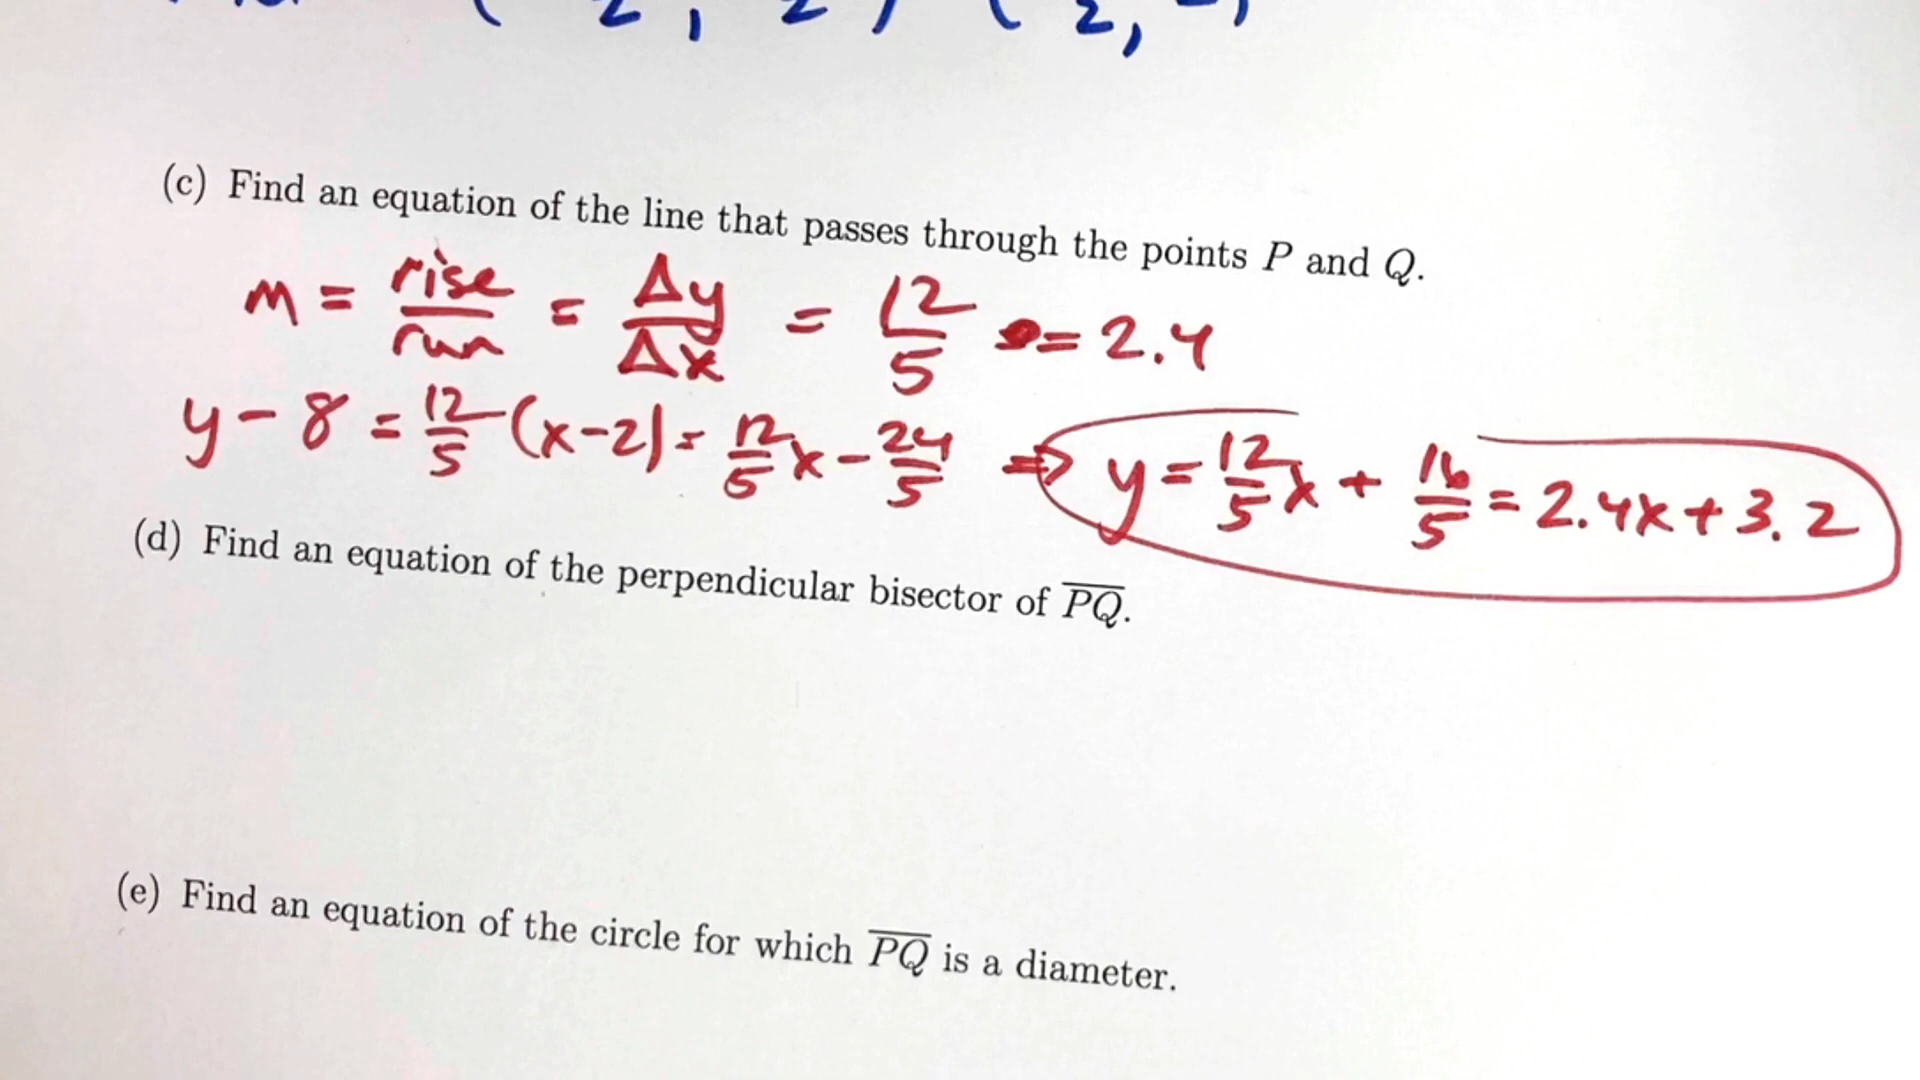 (c) Find an equation of the line that passes through the points P and Q.
m = rise/run = Δy/Δx = 12/5 = 2.4
y - 8 = 12/5 (x-2) = 12/5 x - 24/5 ⇒ y = 12/5 x + 16/5 = 2.4x + 3.2
(d) Find an equation of the perpendicular bisector of P̅Q̅.
(e) Find an equation of the circle for which P̅Q̅ is a diameter.